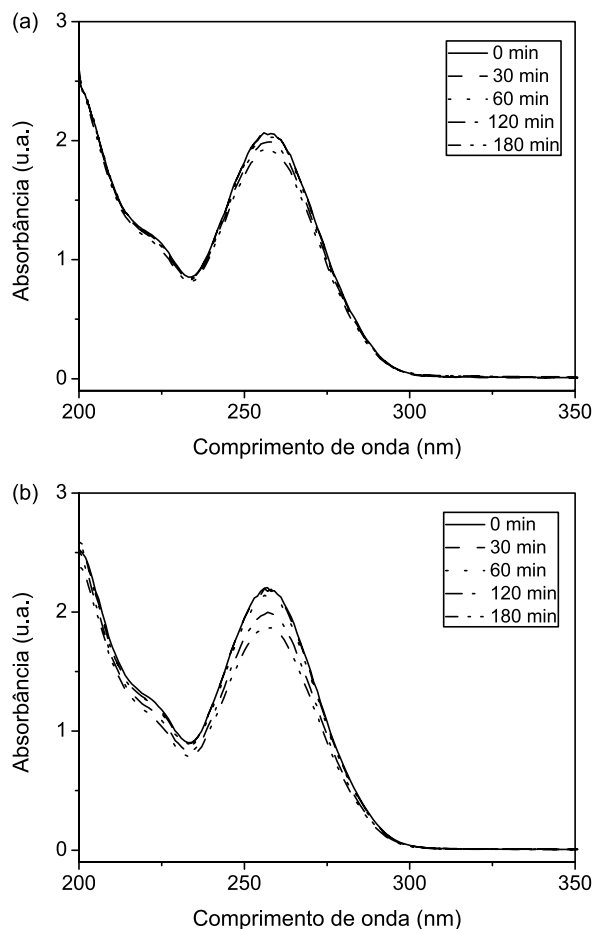 (a)
3
2
1
0
Absorbância (u.a.)
0 min
30 min
60 min
120 min
180 min
200 250 300 350
Comprimento de onda (nm)
(b)
3
2
1
0
Absorbância (u.a.)
0 min
30 min
60 min
120 min
180 min
200 250 300 350
Comprimento de onda (nm)